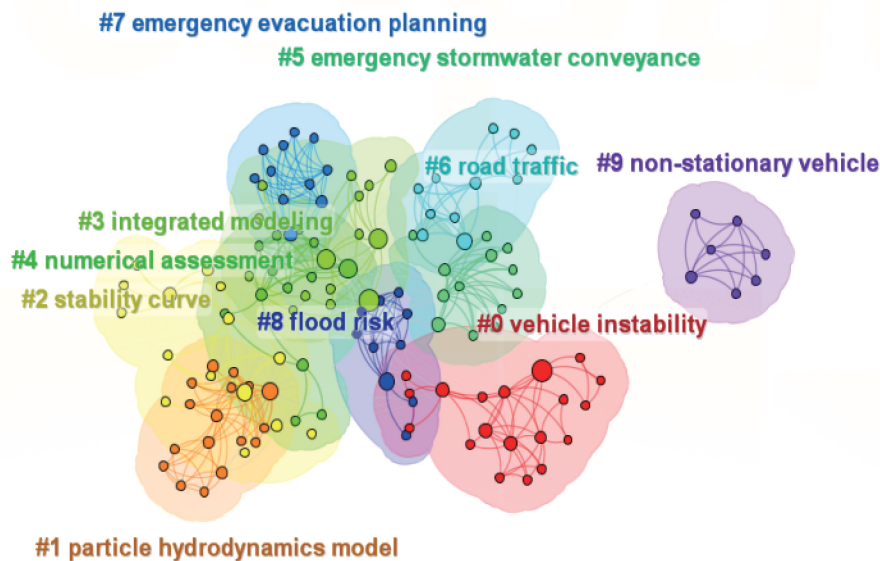 #7 emergency evacuation planning
#5 emergency stormwater conveyance
#6 road traffic
#9 non-stationary vehicle
#3 integrated modeling
#4 numerical assessment
#2 stability curve
#8 flood risk
#0 vehicle instability
#1 particle hydrodynamics model